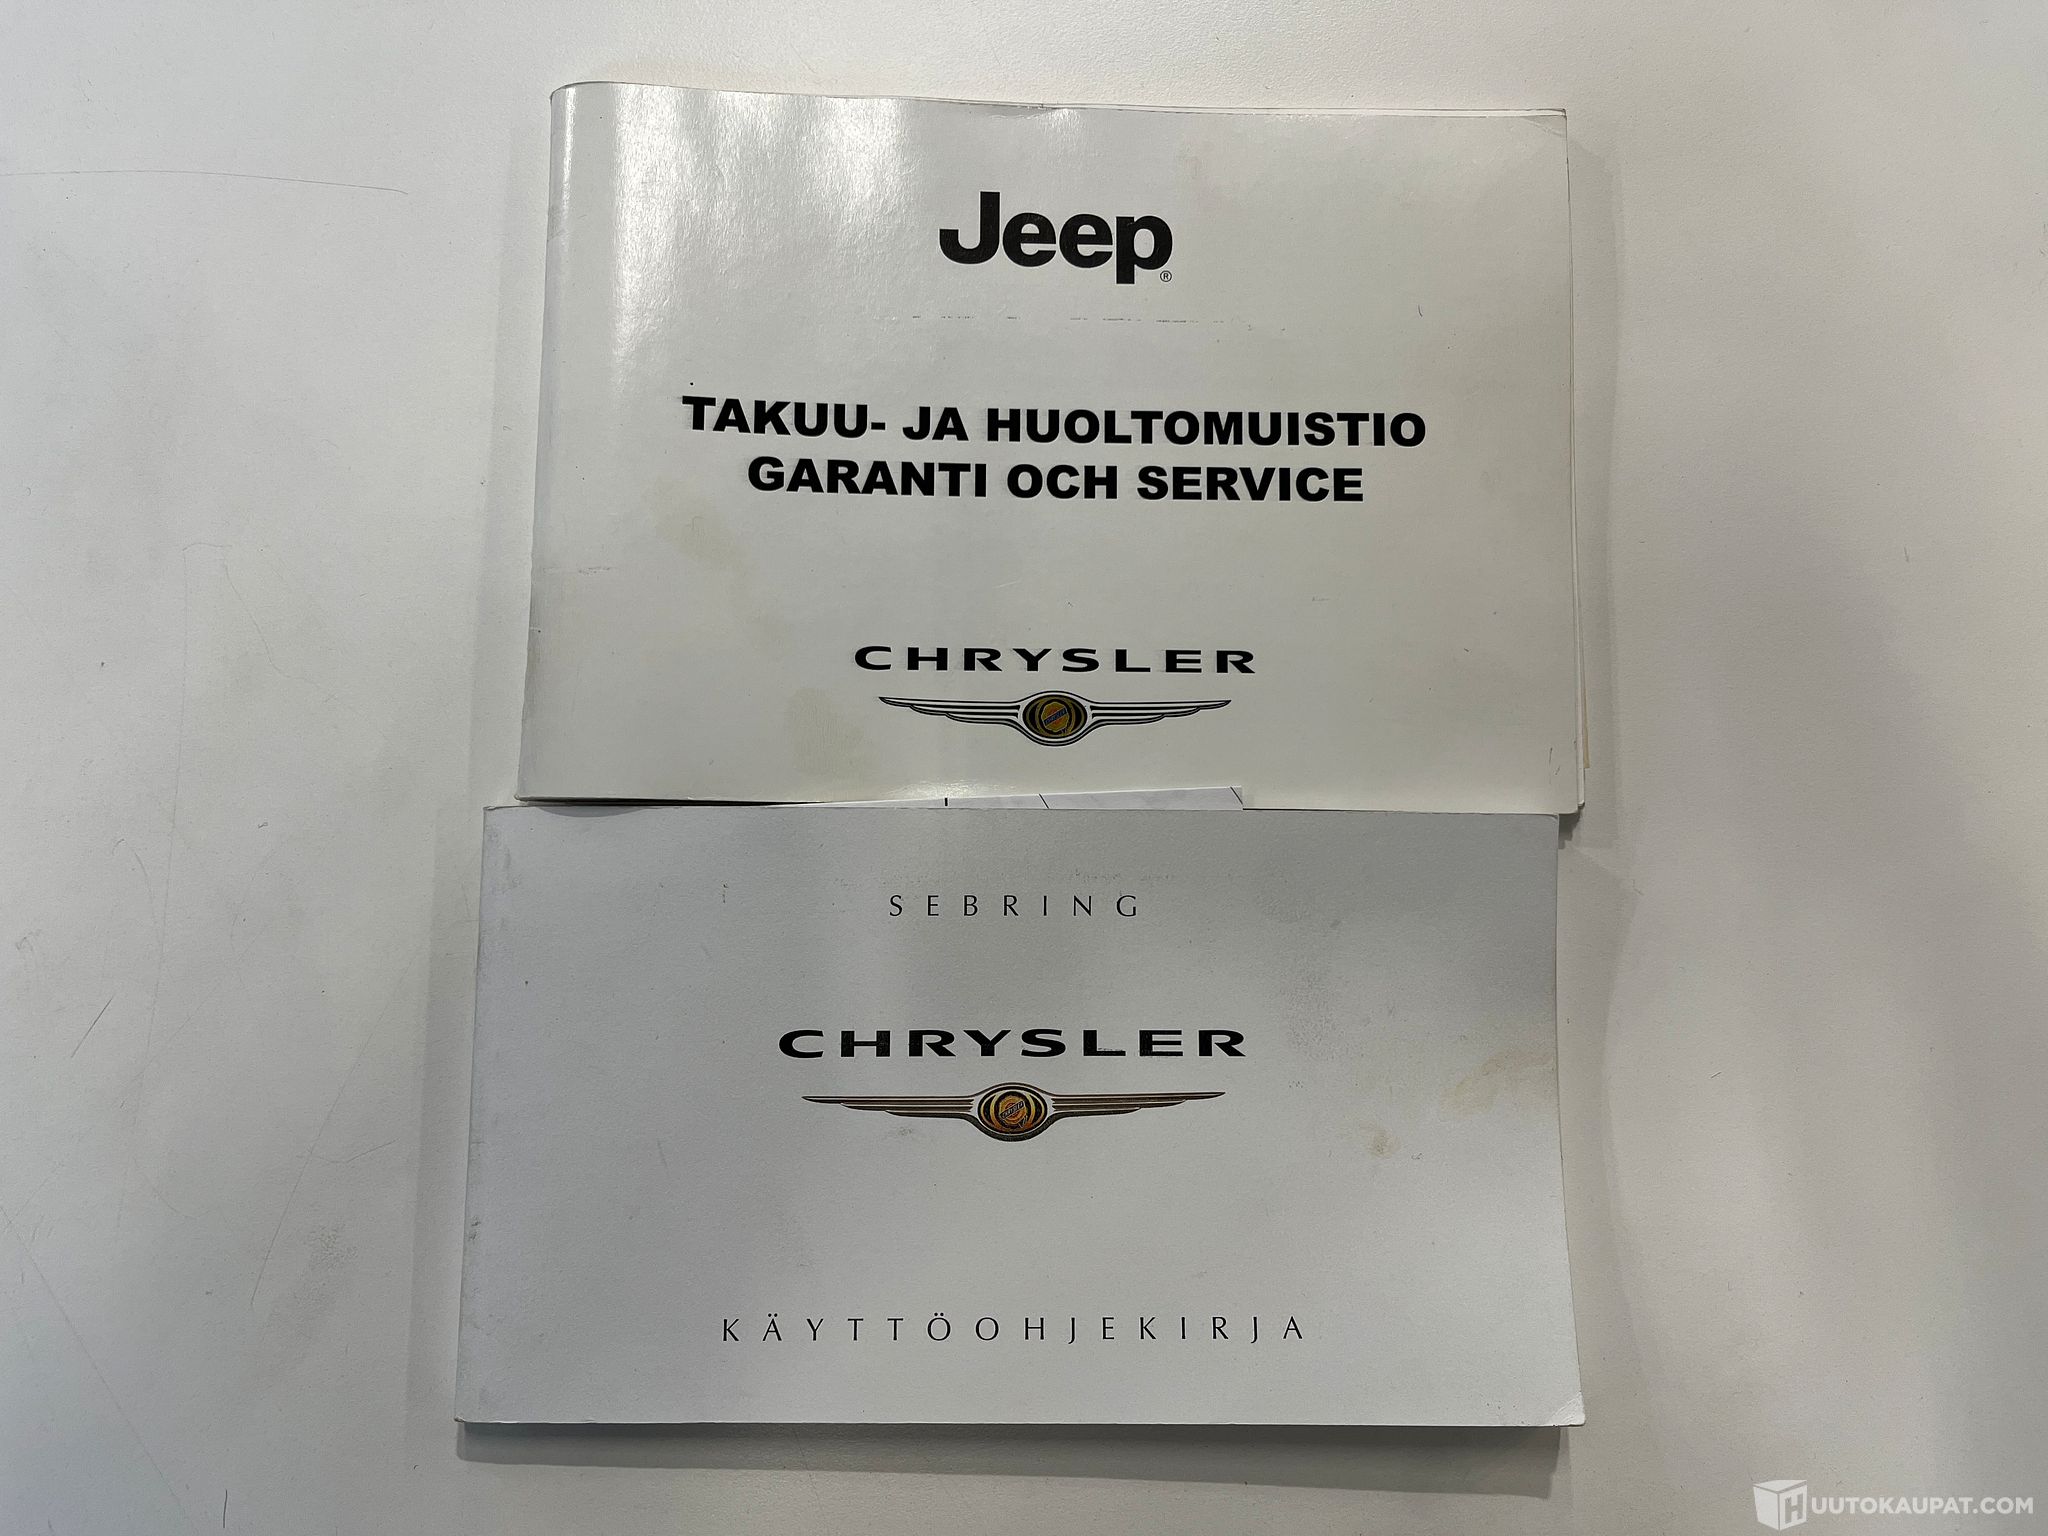 Jeep®
TAKUU- JA HUOLTOMUISTIO
GARANTI OCH SERVICE
CHRYSLER
SEBRING
CHRYSLER
KÄYTTÖOHJEKIRJA
HUUTOKAUPAT.COM